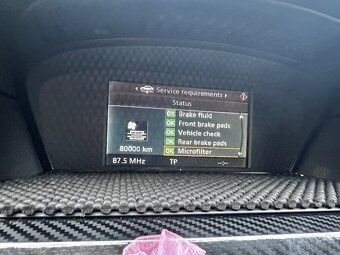 Service requirements
Status
OK Brake fluid
OK Front brake pads
OK Vehicle check
OK Rear brake pads
OK Microfilter
80000 km
87.5 MHz TP